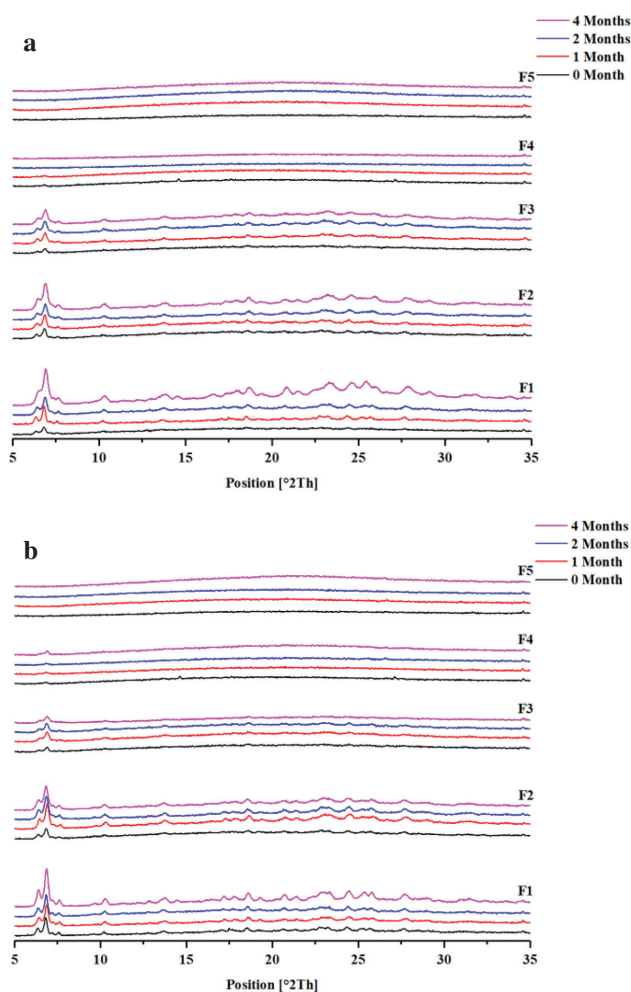 a
4 Months
2 Months
1 Month
0 Month
F5
F4
F3
F2
F1
5 10 15 20 25 30 35
Position [°2Th]
b
4 Months
2 Months
1 Month
0 Month
F5
F4
F3
F2
F1
5 10 15 20 25 30 35
Position [°2Th]